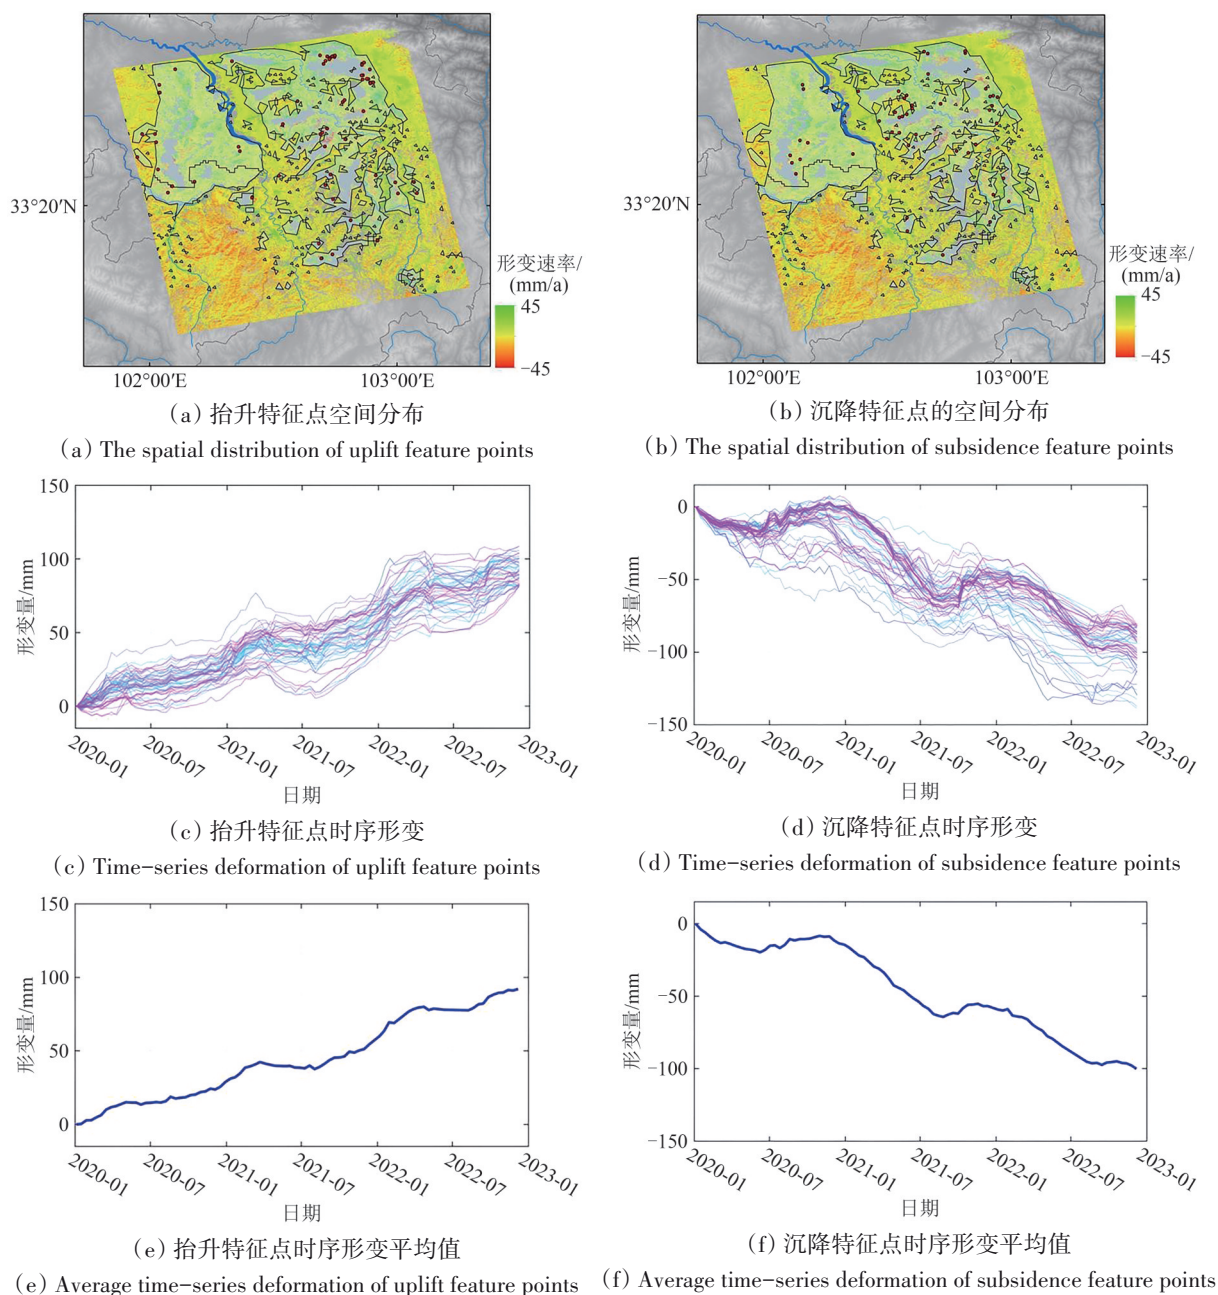 33°20′N
102°00′E
103°00′E
形变速率/
(mm/a)
45
−45
(a) 抬升特征点空间分布
(a) The spatial distribution of uplift feature points
33°20′N
102°00′E
103°00′E
形变速率/
(mm/a)
45
−45
(b) 沉降特征点的空间分布
(b) The spatial distribution of subsidence feature points
150
100
50
0
形变量/mm
2020-01
2020-07
2021-01
2021-07
2022-01
2022-07
2023-01
日期
(c) 抬升特征点时序形变
(c) Time−series deformation of uplift feature points
0
−50
−100
−150
形变量/mm
2020-01
2020-07
2021-01
2021-07
2022-01
2022-07
2023-01
日期
(d) 沉降特征点时序形变
(d) Time−series deformation of subsidence feature points
150
100
50
0
形变量/mm
2020-01
2020-07
2021-01
2021-07
2022-01
2022-07
2023-01
日期
(e) 抬升特征点时序形变平均值
(e) Average time−series deformation of uplift feature points
0
−50
−100
−150
形变量/mm
2020-01
2020-07
2021-01
2021-07
2022-01
2022-07
2023-01
日期
(f) 沉降特征点时序形变平均值
(f) Average time−series deformation of subsidence feature points